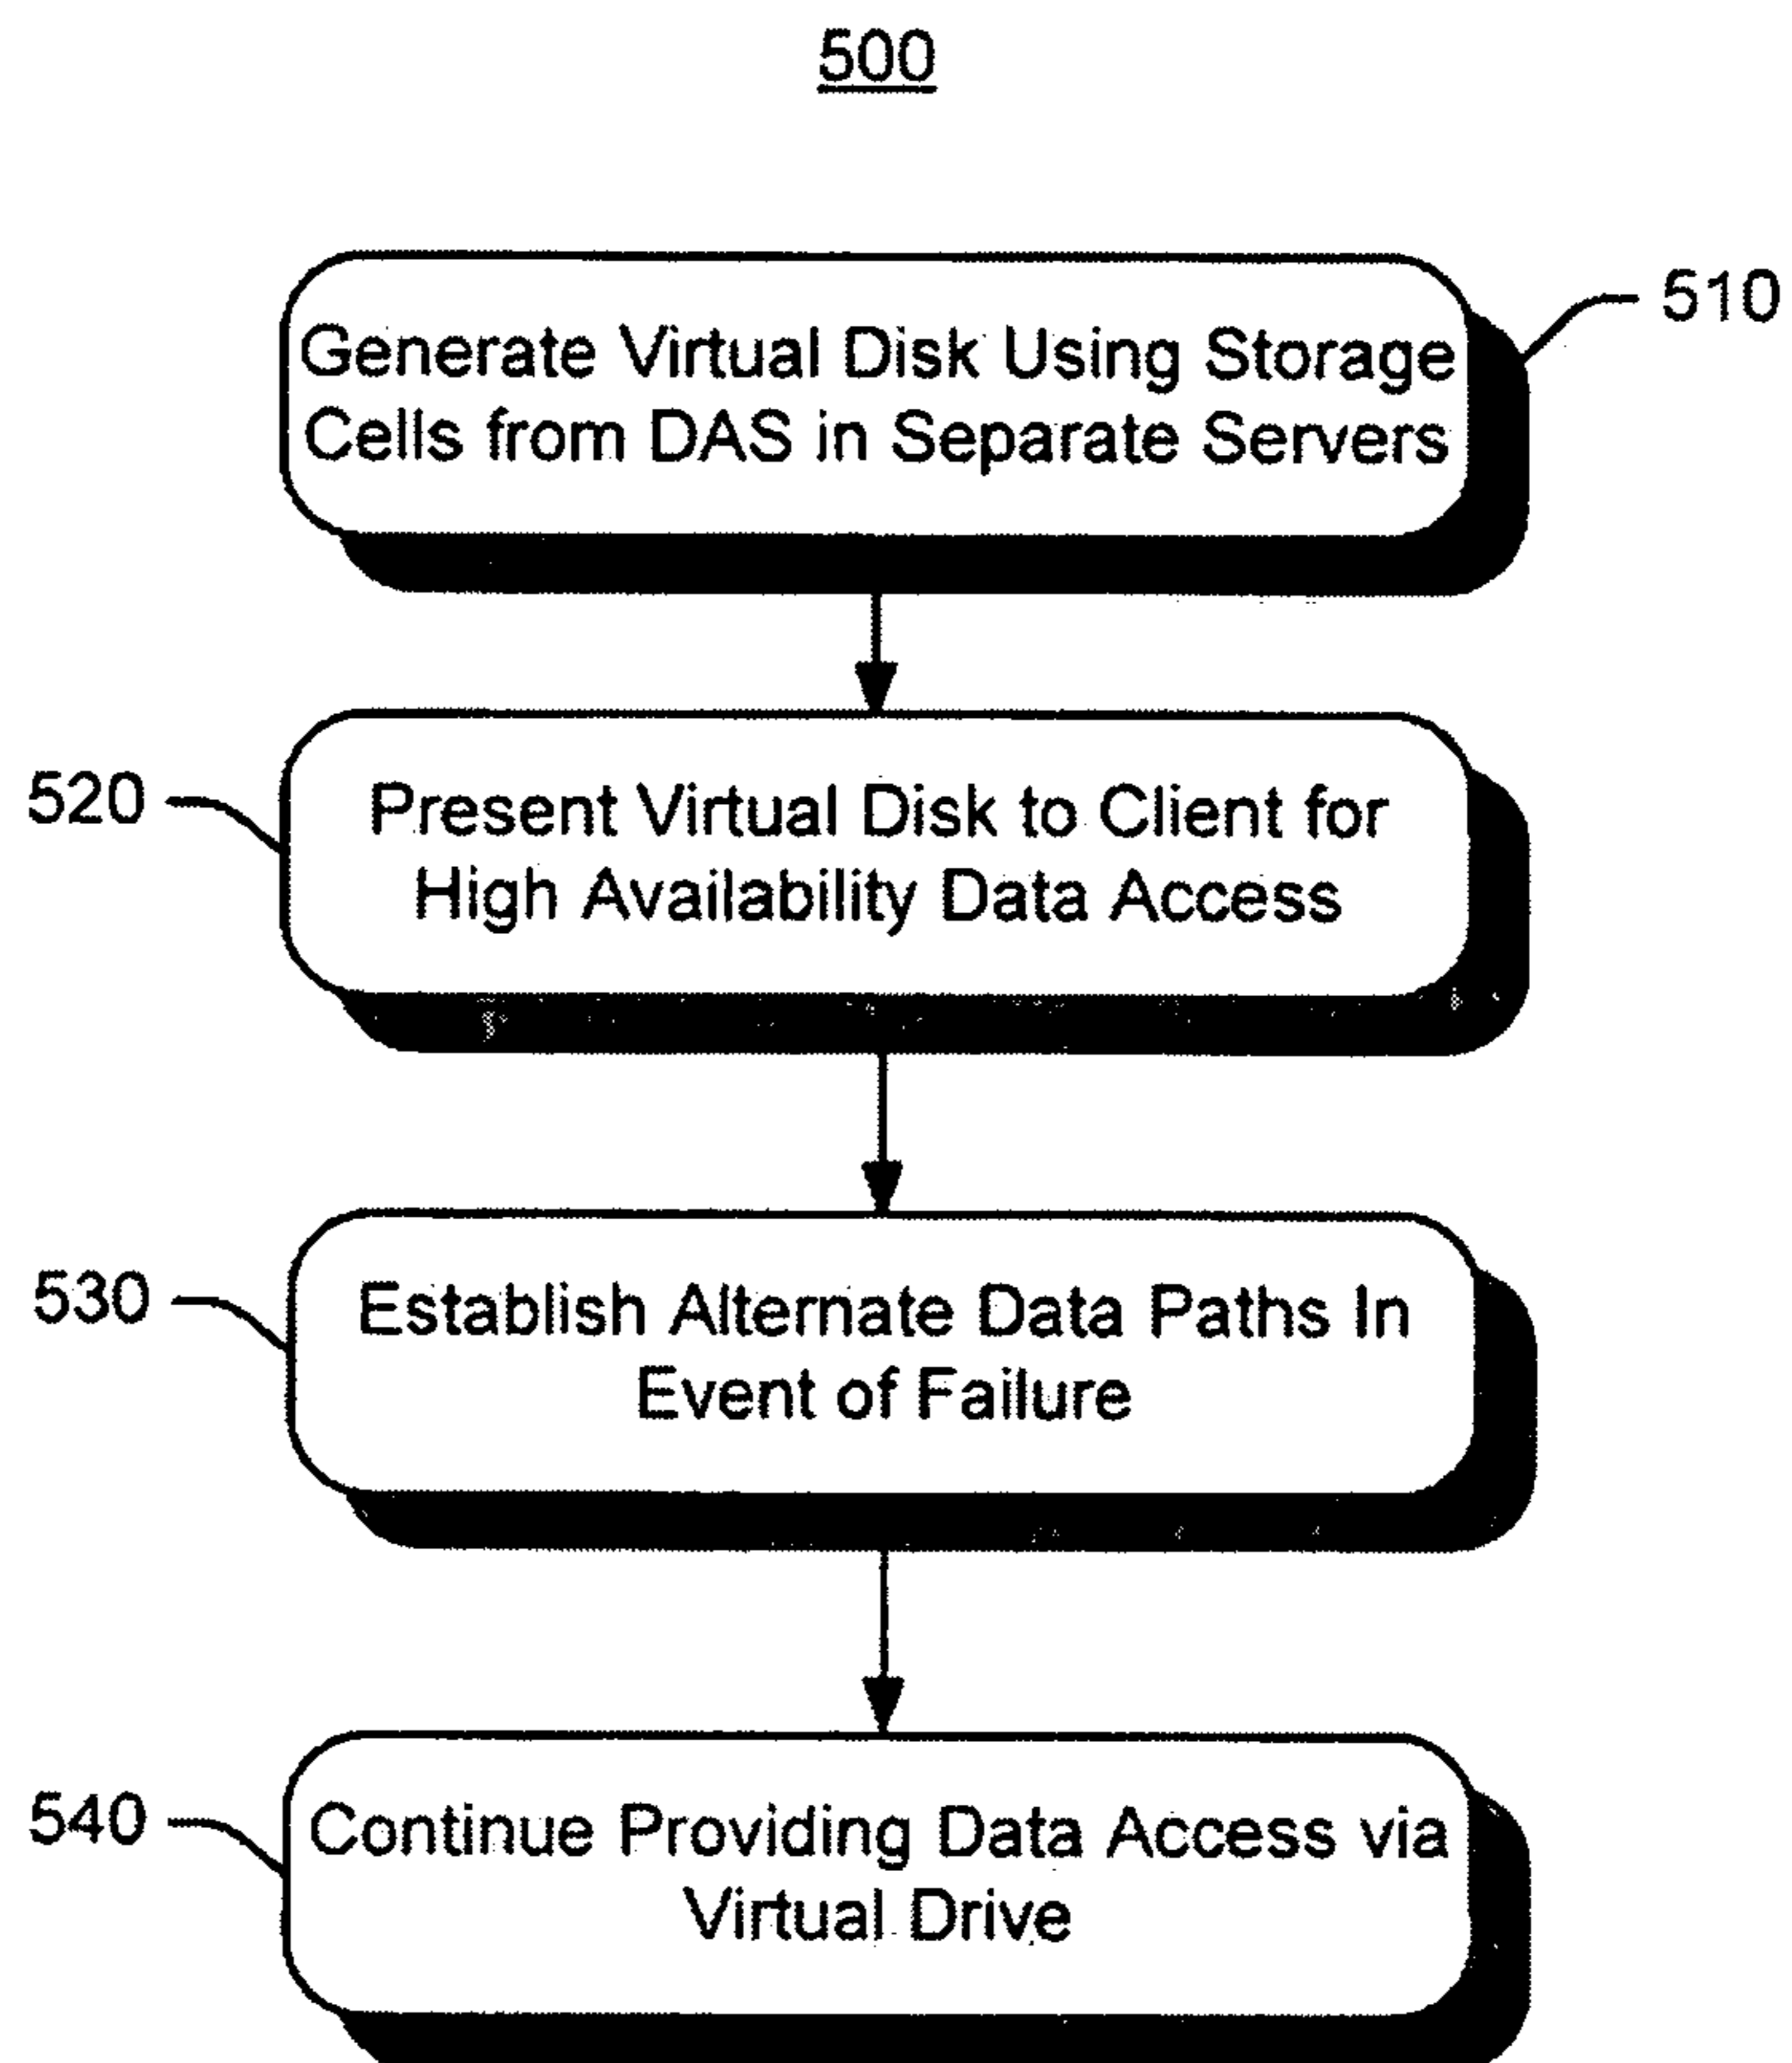 500
510
Generate Virtual Disk Using Storage
Cells from DAS in Separate Servers
520
Present Virtual Disk to Client for
High Availability Data Access
530
Establish Alternate Data Paths In
Event of Failure
540
Continue Providing Data Access via
Virtual Drive